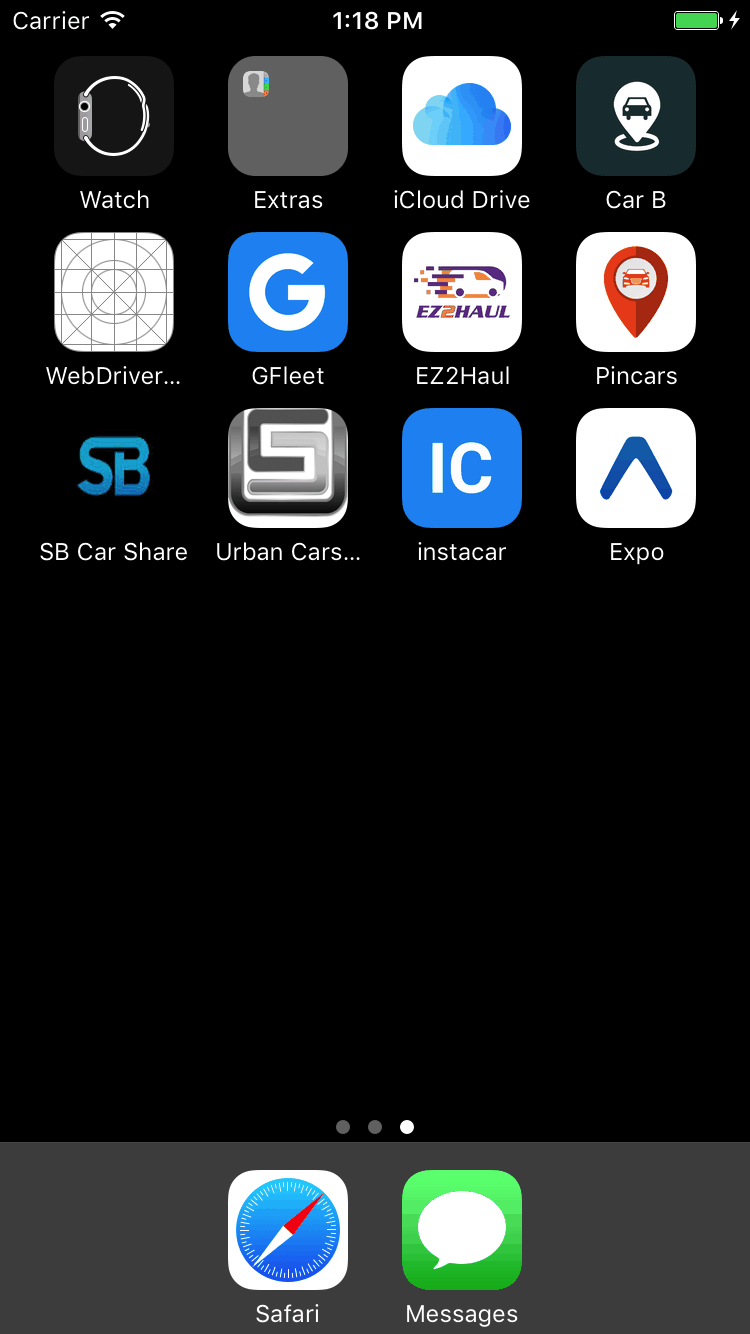 Carrier 1:18 PM
Watch Extras iCloud Drive Car B
EZ2HAUL
WebDriver... GFleet EZ2Haul Pincars
SB IC
SB Car Share Urban Cars... instacar Expo
Safari Messages